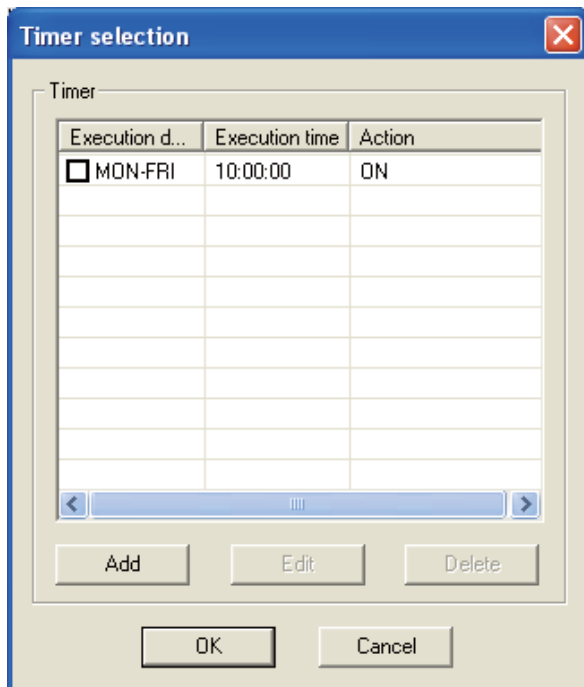 Timer selection
Timer
Execution d... Execution time Action
MON-FRI 10:00:00 ON
Add Edit Delete
OK Cancel